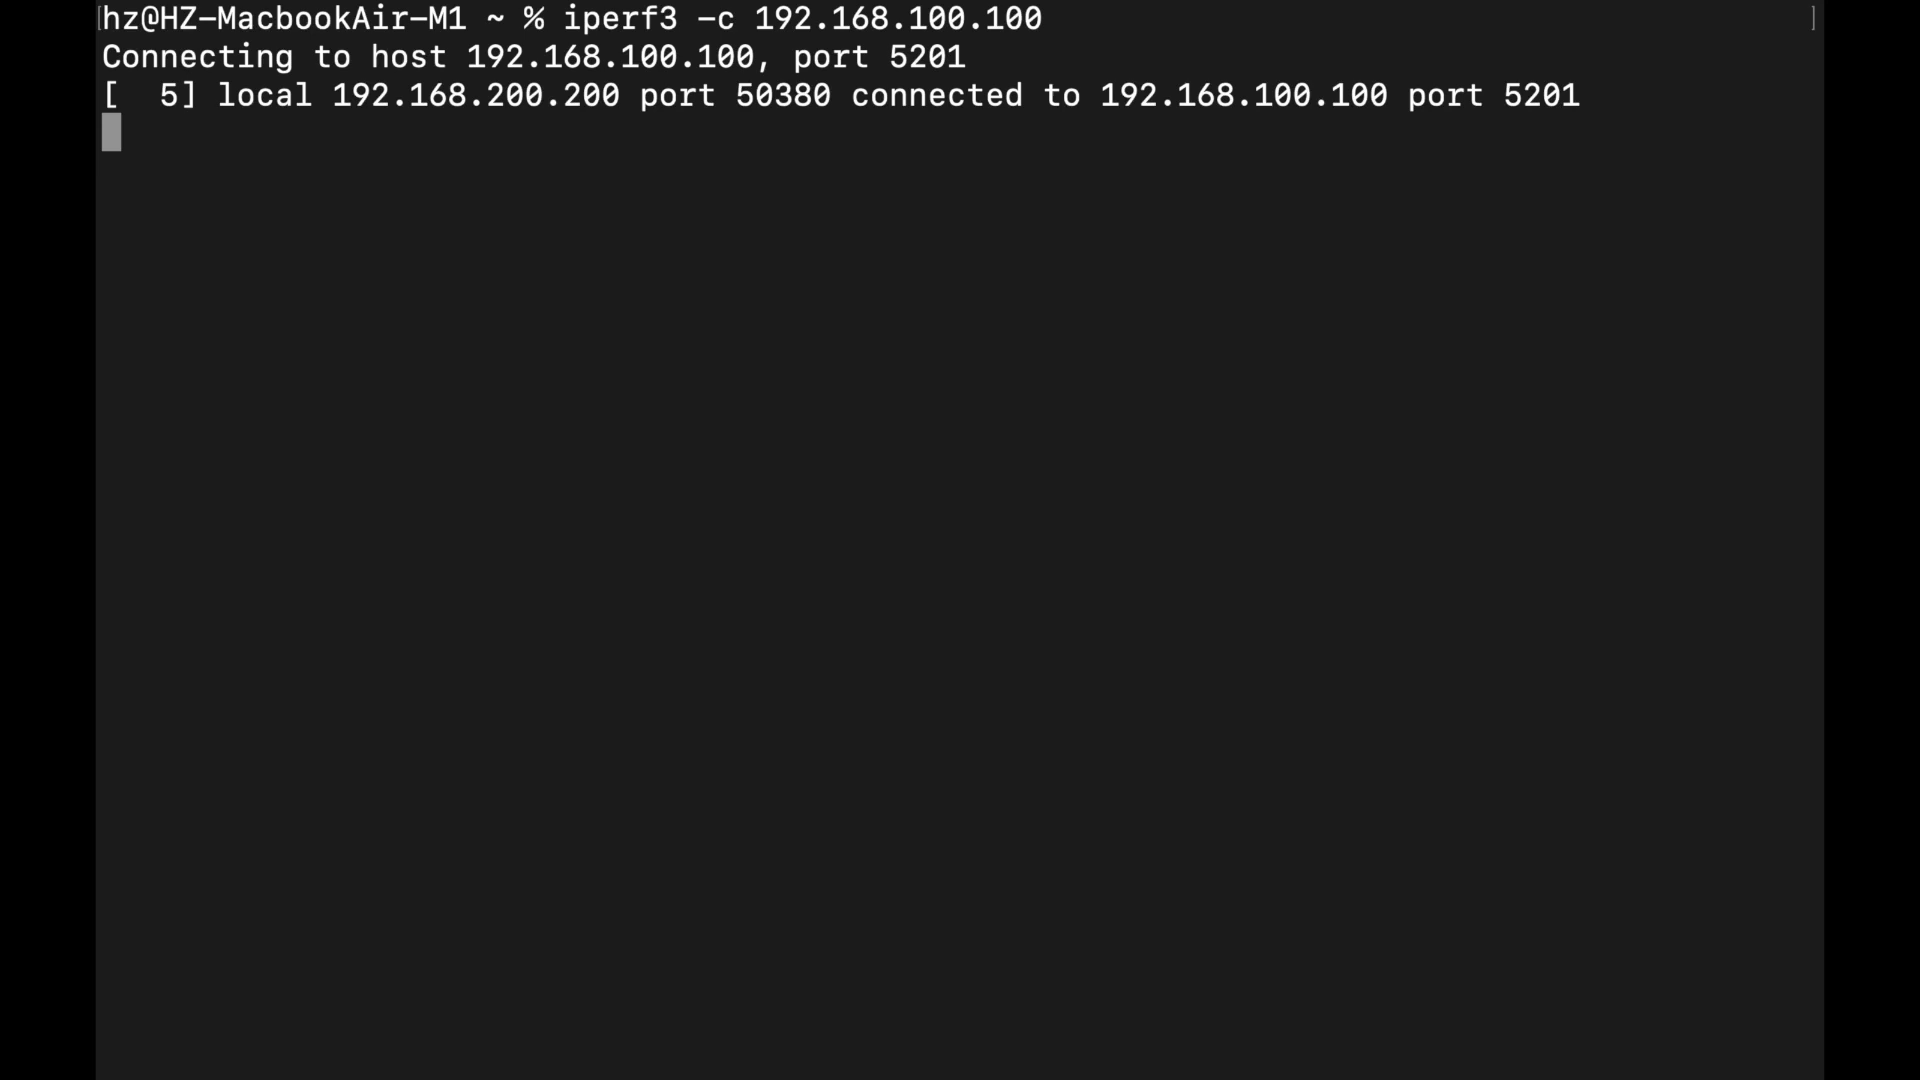 [hz@HZ-MacbookAir-M1 ~ % iperf3 -c 192.168.100.100 ]
Connecting to host 192.168.100.100, port 5201
[  5] local 192.168.200.200 port 50380 connected to 192.168.100.100 port 5201